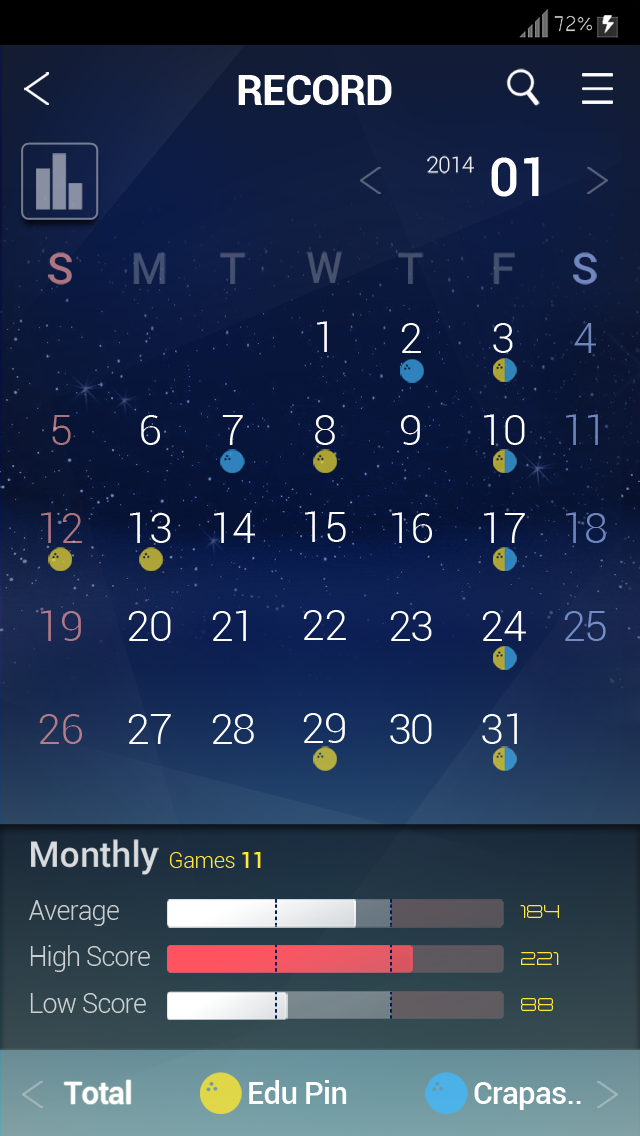 72%
RECORD
2014 01
S M T W T F S
1 2 3 4
5 6 7 8 9 10 11
12 13 14 15 16 17 18
19 20 21 22 23 24 25
26 27 28 29 30 31
Monthly Games 11
Average 184
High Score 221
Low Score 88
Total Edu Pin Crapas..